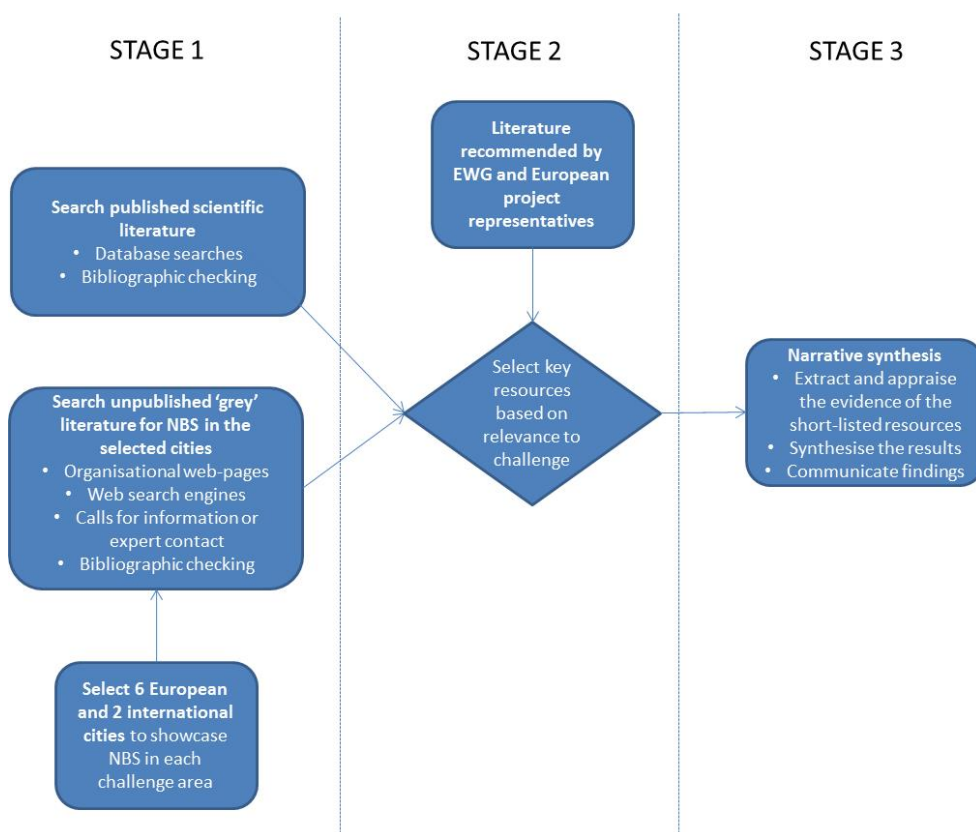 STAGE 1
STAGE 2
STAGE 3
Search published scientific
literature
• Database searches
• Bibliographic checking
Search unpublished ‘grey’
literature for NBS in the
selected cities
• Organisational web-pages
• Web search engines
• Calls for information or
expert contact
• Bibliographic checking
Select 6 European
and 2 international
cities to showcase
NBS in each
challenge area
Literature
recommended by
EWG and European
project
representatives
Select key
resources
based on
relevance to
challenge
Narrative synthesis
• Extract and appraise
the evidence of the
short-listed resources
• Synthesise the results
• Communicate findings